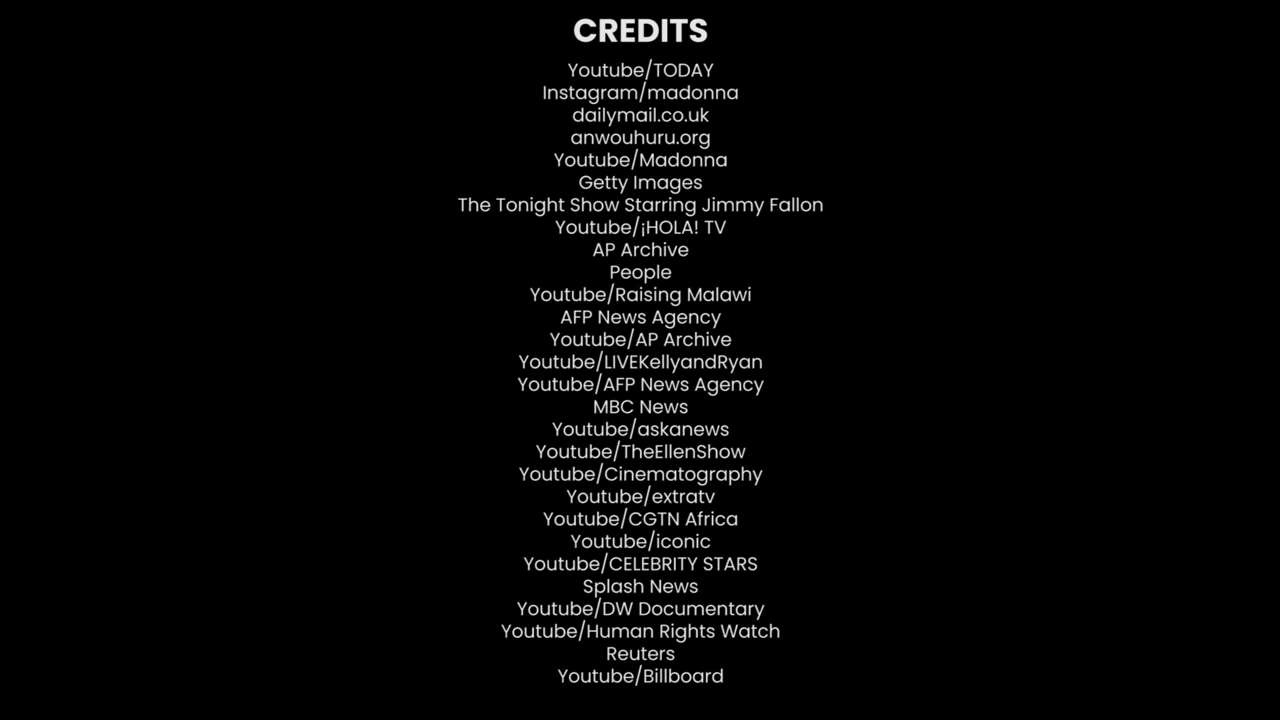 CREDITS
Youtube/TODAY
Instagram/madonna
dailymail.co.uk
anwouhuru.org
Youtube/Madonna
Getty Images
The Tonight Show Starring Jimmy Fallon
Youtube/¡HOLA! TV
AP Archive
People
Youtube/Raising Malawi
AFP News Agency
Youtube/AP Archive
Youtube/LIVEKellyandRyan
Youtube/AFP News Agency
MBC News
Youtube/askanews
Youtube/TheEllenShow
Youtube/Cinematography
Youtube/extratv
Youtube/CGTN Africa
Youtube/iconic
Youtube/CELEBRITY STARS
Splash News
Youtube/DW Documentary
Youtube/Human Rights Watch
Reuters
Youtube/Billboard